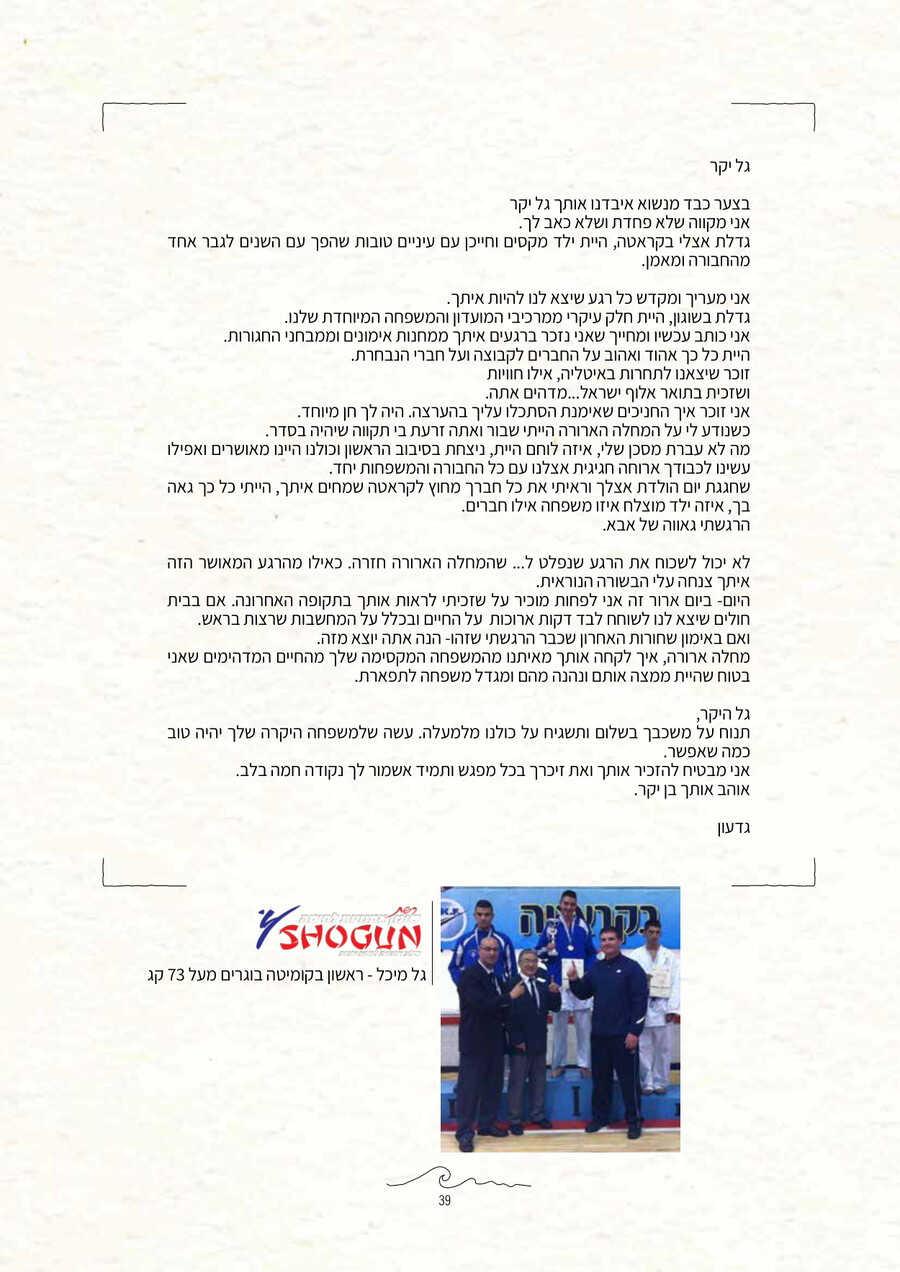 גל יקר
בצער כבד מנשוא איבדנו אותך גל יקר
אני מקווה שלא פחדת ושלא כאב לך.
גדלת אצלי בקראטה, היית ילד מקסים וחייכן עם עיניים טובות שהפך עם השנים לגבר אחד
מהחבורה ומאמן.
אני מעריך ומקדש כל רגע שיצא לנו להיות איתך.
גדלת בשוגון, היית חלק עיקרי ממרכיבי המועדון והמשפחה המיוחדת שלנו.
אני כותב עכשיו ומחייך שאני נזכר ברגעים איתך ממחנות אימונים וממבחני החגורות.
היית כל כך אהוד ואהוב על החברים לקבוצה ועל חברי הנבחרת.
זוכר שיצאנו לתחרות באיטליה, אילו חוויות
ושזכית בתואר אלוף ישראל...מדהים אתה.
אני זוכר איך החניכים שאימנת הסתכלו עליך בהערצה. היה לך חן מיוחד.
כשנודע לי על המחלה הארורה הייתי שבור ואתה זרעת בי תקווה שיהיה בסדר.
מה לא עברת מסכן שלי, איזה לוחם היית, ניצחת בסיבוב הראשון וכולנו היינו מאושרים ואפילו
עשינו לכבודך ארוחה חגיגית אצלנו עם כל החבורה והמשפחות יחד.
שחגגת יום הולדת אצלך וראיתי את כל חברך מחוץ לקראטה שמחים איתך, הייתי כל כך גאה
בך, איזה ילד מוצלח איזו משפחה אילו חברים.
הרגשתי גאווה של אבא.
לא יכול לשכוח את הרגע שנפלט ל... שהמחלה הארורה חזרה. כאילו מהרגע המאושר הזה
איתך צנחה עלי הבשורה הנוראית.
היום- ביום ארור זה אני לפחות מוכיר על שזכיתי לראות אותך בתקופה האחרונה. אם בבית
חולים שיצא לנו לשוחח לבד דקות ארוכות על החיים ובכלל על המחשבות שרצות בראש.
ואם באימון שחורות האחרון שכבר הרגשתי שזהו- הנה אתה יוצא מזה.
מחלה ארורה, איך לקחה אותך מאיתנו מהמשפחה המקסימה שלך מהחיים המדהימים שאני
בטוח שהיית ממצה אותם ונהנה מהם ומגדל משפחה לתפארת.
גל היקר,
תנוח על משכבך בשלום ותשגיח על כולנו מלמעלה. עשה שלמשפחה היקרה שלך יהיה טוב
כמה שאפשר.
אני מבטיח להזכיר אותך ואת זיכרך בכל מפגש ותמיד אשמור לך נקודה חמה בלב.
אוהב אותך בן יקר.
גדעון
רשת
SHOGUN
גל מיכל - ראשון בקומיטה בוגרים מעל 73 קג
I
39